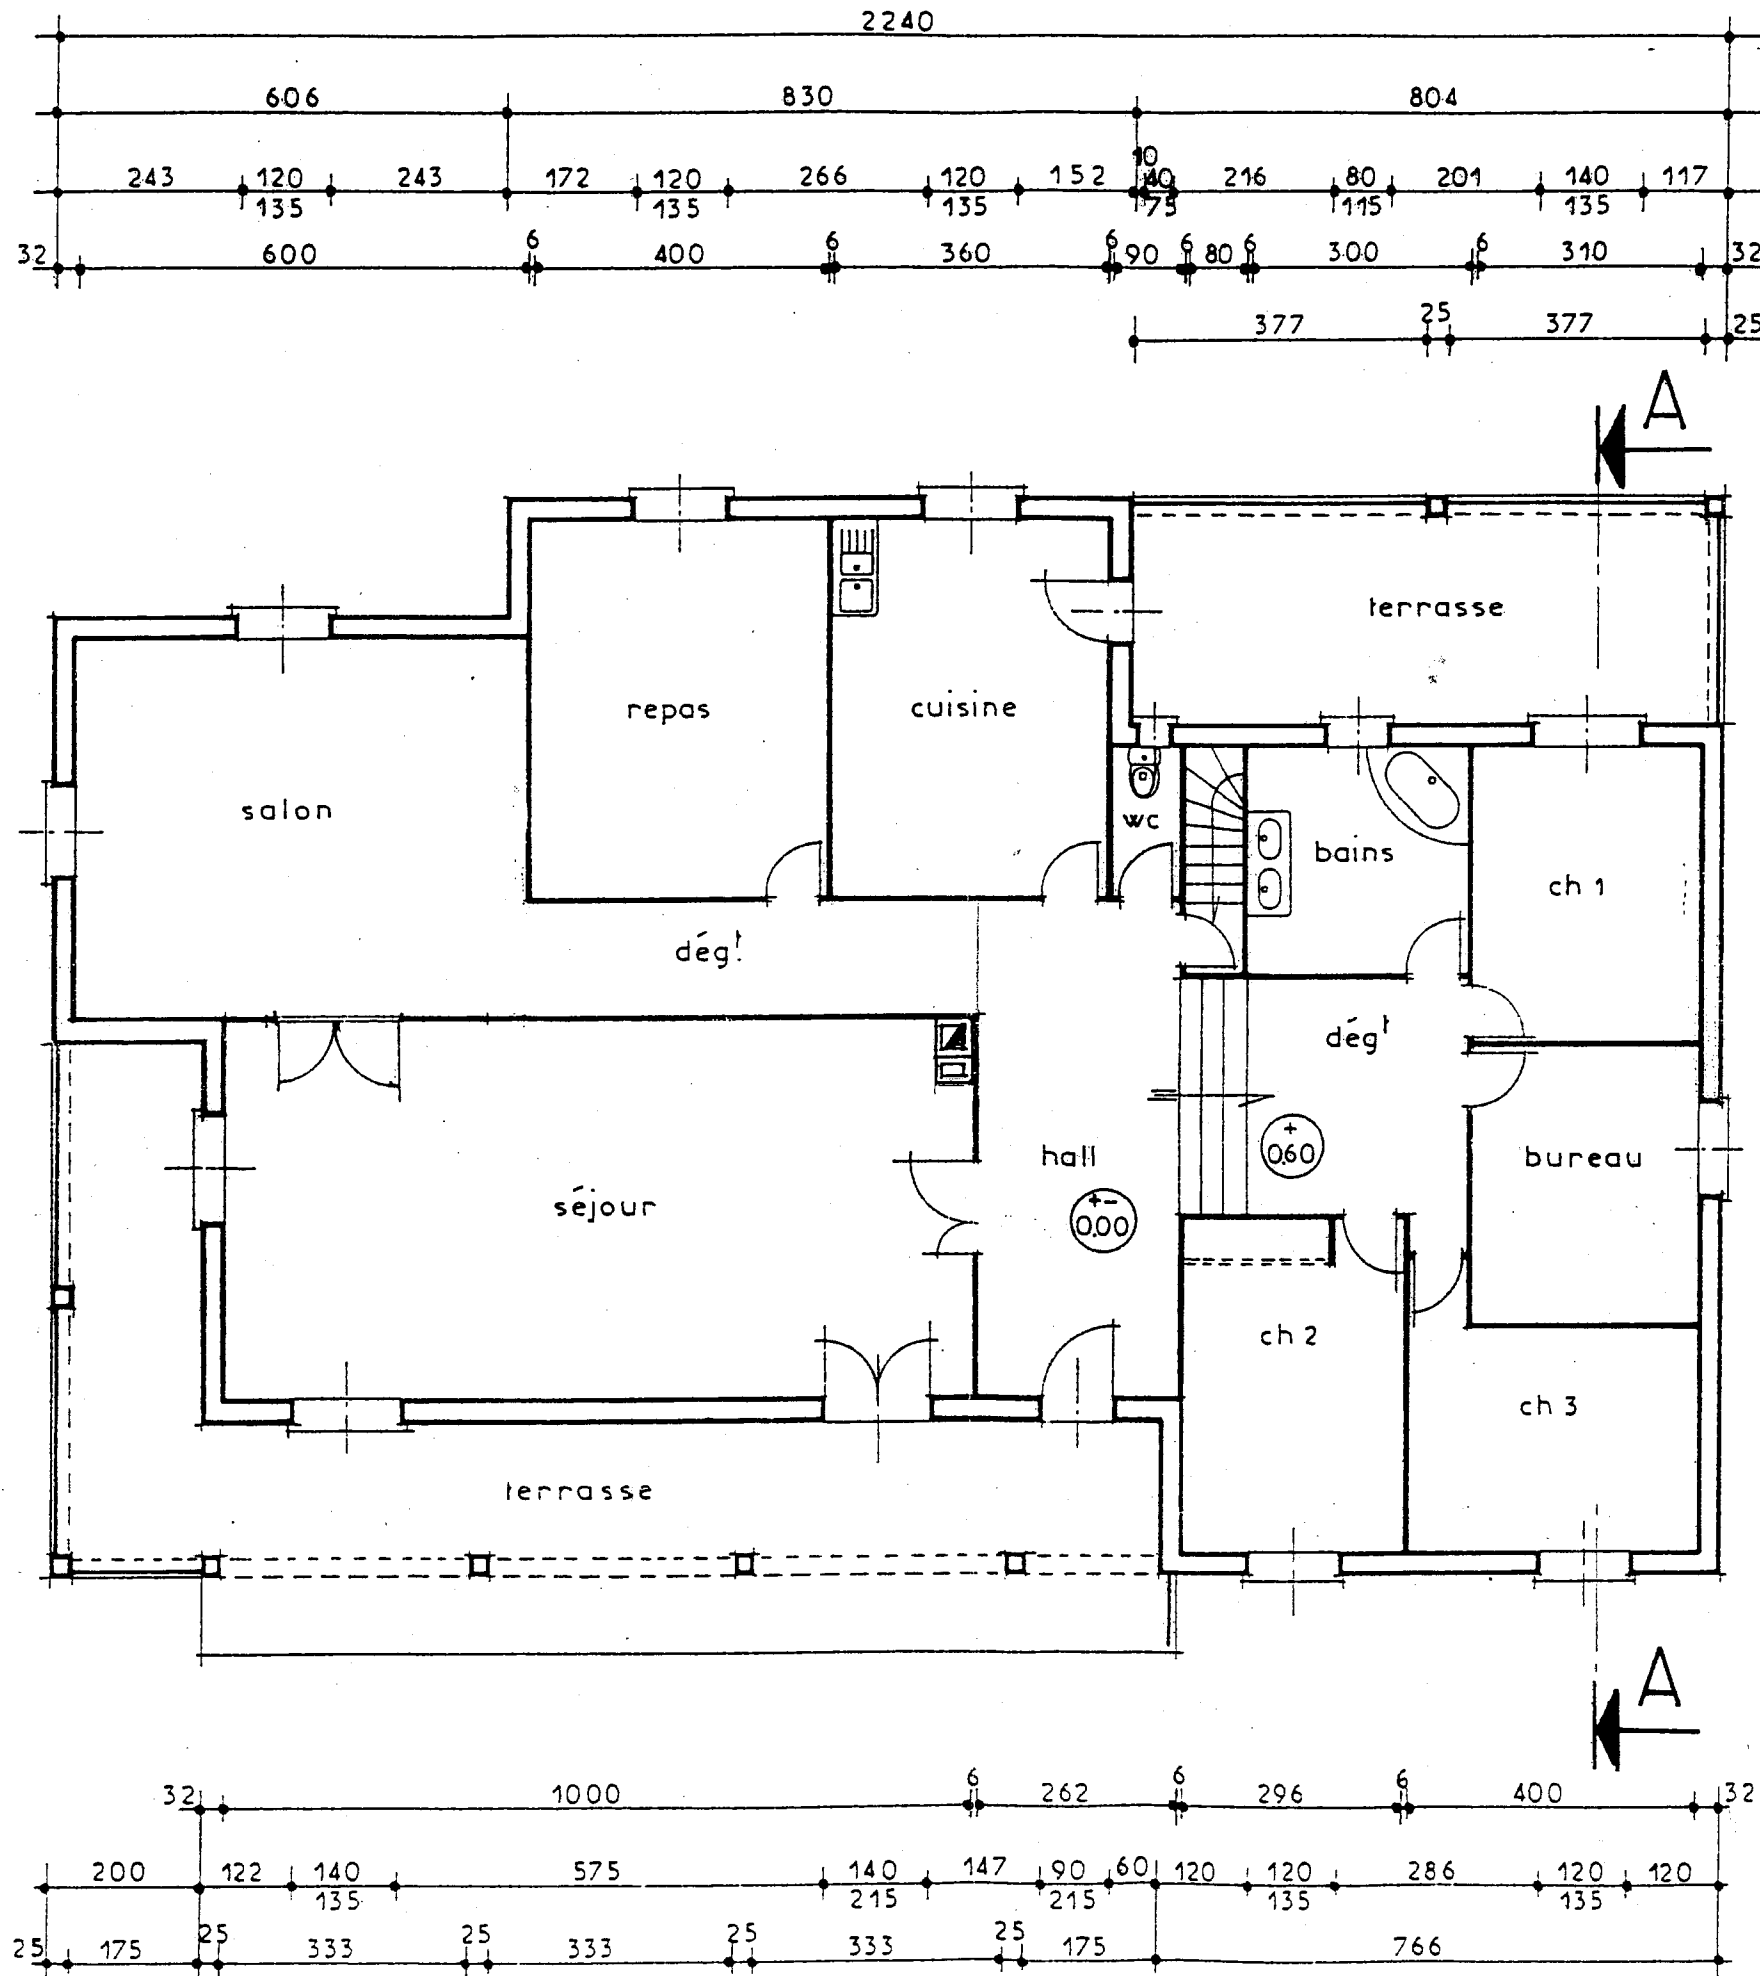 2240
606 830 804
243 120 243 172 120 266 120 152 10 40 216 80 201 140 117
135 135 135 75 115 135
32 600 6 400 6 360 6 90 6 80 6 300 6 310 32
377 25 377 25
A
terrasse
repas cuisine
salon wc bains
ch 1
dég!
dégt
hall + 0.60 bureau
séjour +- 0.00
ch 2
ch 3
terrasse
A
32 1000 6 262 6 296 6 400 32
200 122 140 575 140 147 90 60 120 120 286 120 120
135 215 215 135 135
25 175 25 333 25 333 25 333 25 175 766